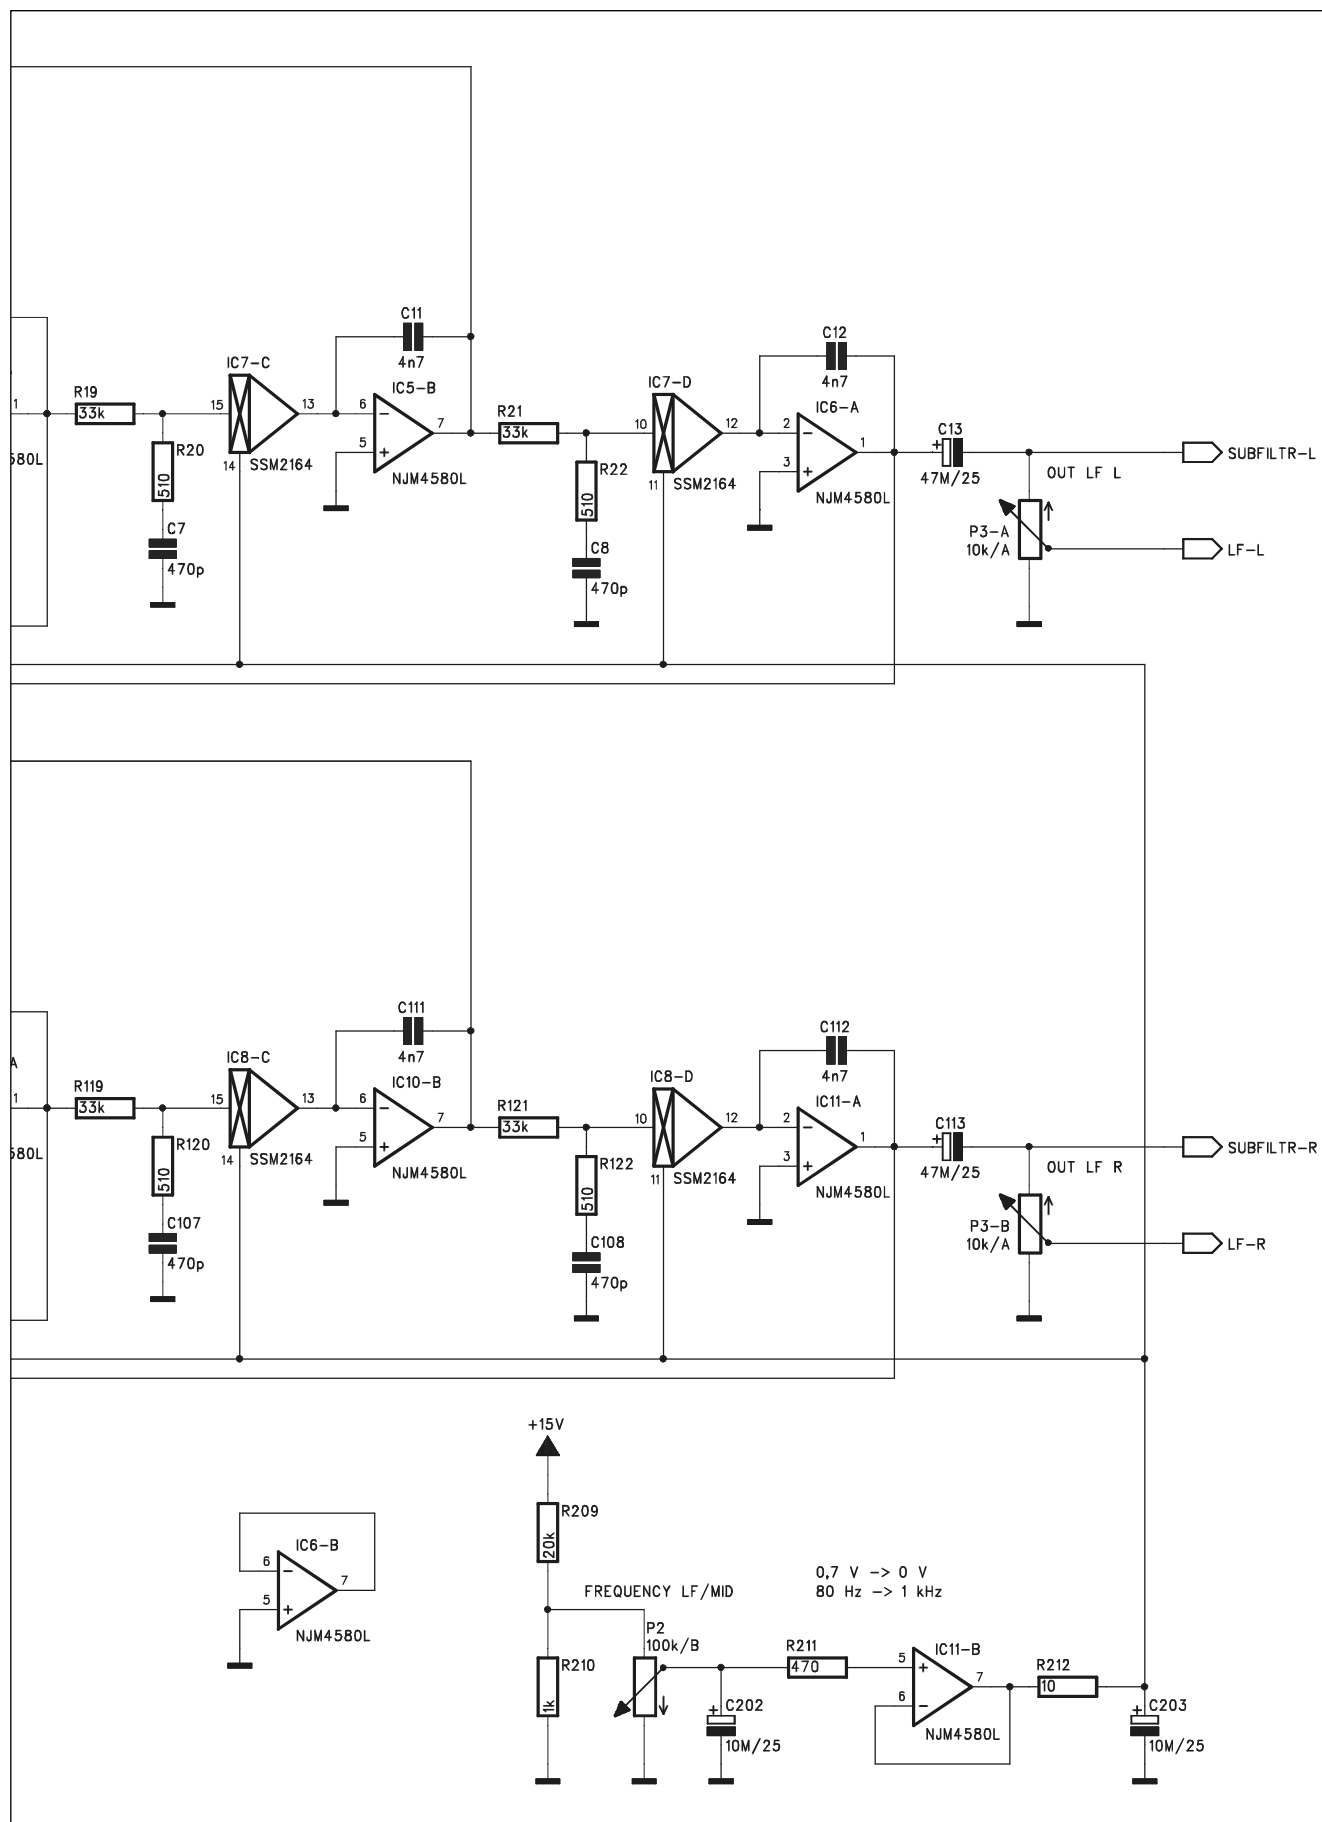 C11
4n7
IC7-C
15
13
14
SSM2164
R19
33k
1
580L
R20
510
C7
470p
IC5-B
6
5
7
NJM4580L
R21
33k
R22
510
C8
470p
IC7-D
10
12
11
SSM2164
C12
4n7
IC6-A
2
3
1
NJM4580L
C13
+
47M/25
OUT LF L
P3-A
10k/A
SUBFILTR-L
LF-L
C111
4n7
IC8-C
15
13
14
SSM2164
A
R119
33k
1
580L
R120
510
C107
470p
IC10-B
6
5
7
NJM4580L
R121
33k
R122
510
C108
470p
IC8-D
10
12
11
SSM2164
C112
4n7
IC11-A
2
3
1
NJM4580L
C113
+
47M/25
OUT LF R
P3-B
10k/A
SUBFILTR-R
LF-R
IC6-B
6
5
7
NJM4580L
+15V
R209
20k
R210
1k
FREQUENCY LF/MID
P2
100k/B
0,7 V -> 0 V
80 Hz -> 1 kHz
+
C202
10M/25
R211
470
IC11-B
5
6
7
NJM4580L
R212
10
+
C203
10M/25